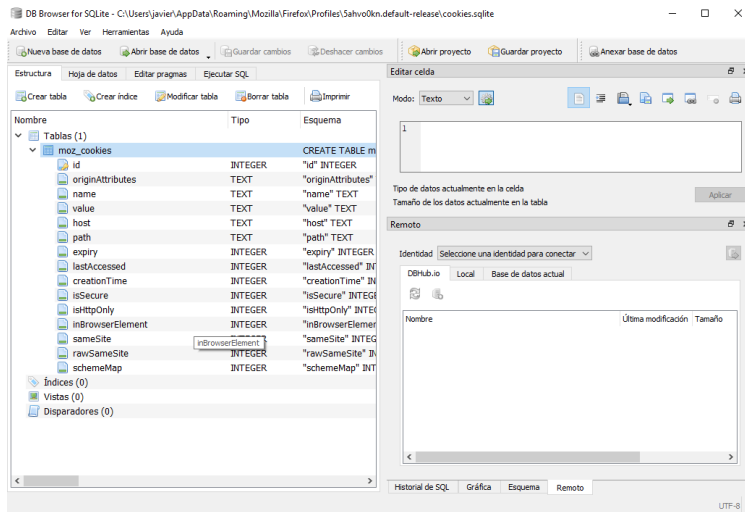 DB Browser for SQLite - C:\Users\javier\AppData\Roaming\Mozilla\Firefox\Profiles\5ahvo0kn.default-release\cookies.sqlite
Archivo Editar Ver Herramientas Ayuda
Nueva base de datos Abrir base de datos Guardar cambios Deshacer cambios Abrir proyecto Guardar proyecto Anexar base de datos
Estructura Hoja de datos Editar pragmas Ejecutar SQL
Crear tabla Crear índice Modificar tabla Borrar tabla Imprimir
Nombre Tipo Esquema
Tablas (1)
moz_cookies CREATE TABLE m
id INTEGER "id" INTEGER
originAttributes TEXT "originAttributes"
name TEXT "name" TEXT
value TEXT "value" TEXT
host TEXT "host" TEXT
path TEXT "path" TEXT
expiry INTEGER "expiry" INTEGER
lastAccessed INTEGER "lastAccessed" INT
creationTime INTEGER "creationTime" IN
isSecure INTEGER "isSecure" INTEGE
isHttpOnly INTEGER "isHttpOnly" INTEG
inBrowserElement INTEGER "inBrowserElemer
sameSite INTEGER "sameSite" INTEG
inBrowserElement
rawSameSite INTEGER "rawSameSite" IN
schemeMap INTEGER "schemeMap" INT
Índices (0)
Vistas (0)
Disparadores (0)
Editar celda
Modo: Texto
1
Tipo de datos actualmente en la celda
Tamaño de los datos actualmente en la tabla
Aplicar
Remoto
Identidad Seleccione una identidad para conectar
DBHub.io Local Base de datos actual
Nombre Última modificación Tamaño
Historial de SQL Gráfica Esquema Remoto
UTF-8